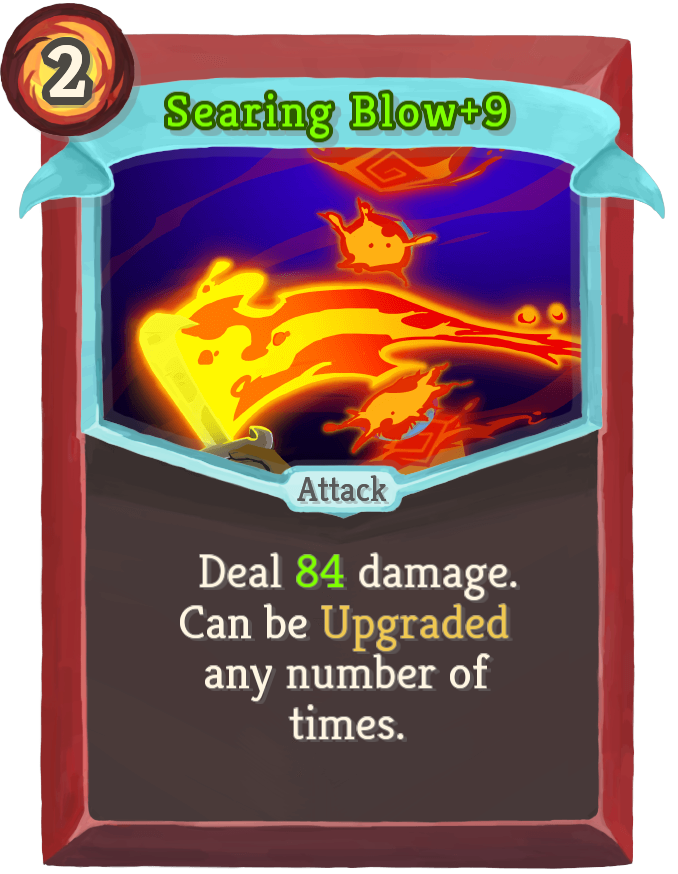 2
Searing Blow+9
Attack
Deal 84 damage.
Can be Upgraded
any number of
times.